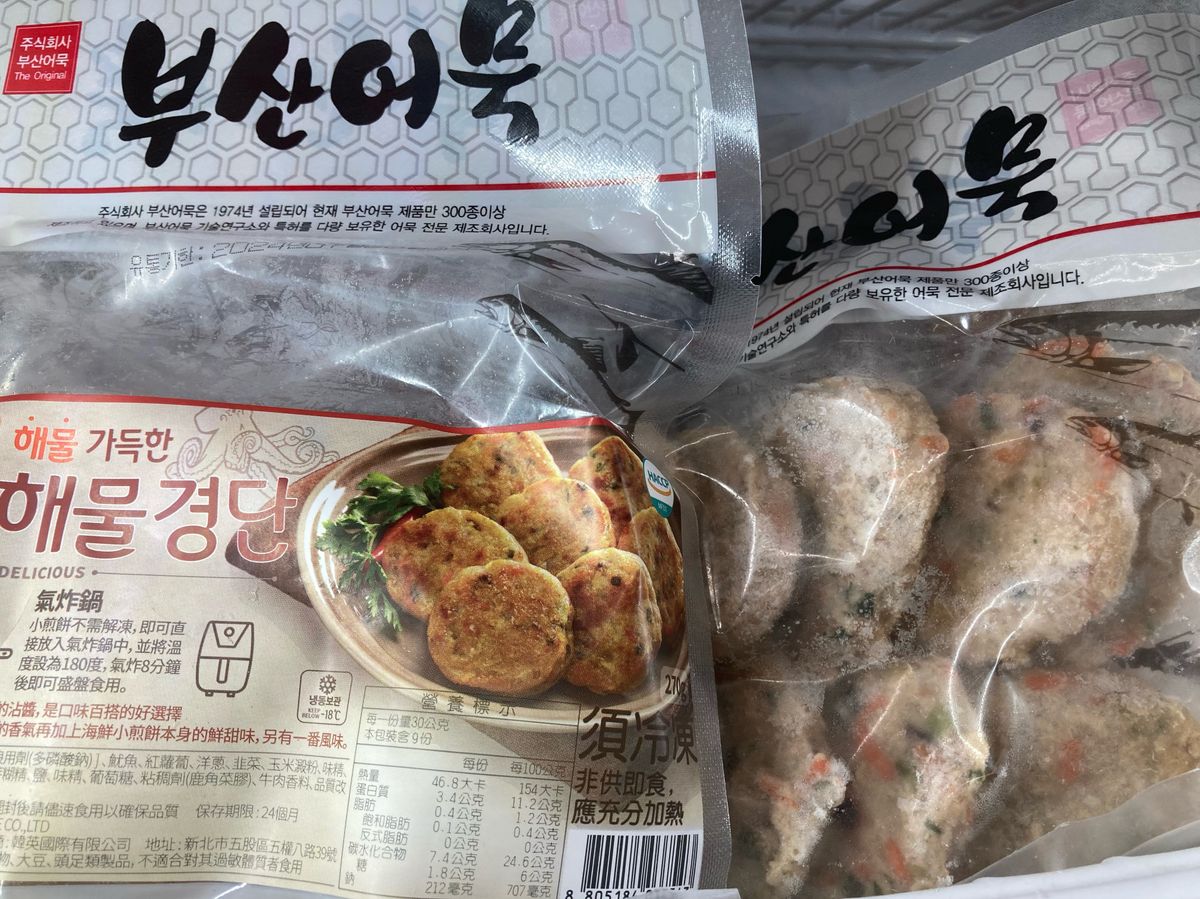 주식회사
부산어묵
The Original
부산어묵
주식회사 부산어묵은 1974년 설립되어 현재 부산어묵 제품만 300종이상
부산어묵 기술연구소와 특허를 다량 보유한 어묵 전문 제조회사입니다.
유통기한:
해물 가득한
해물경단
DELICIOUS
氣炸鍋
小煎餅不需解凍,即可直
接放入氣炸鍋中,並將溫
度設為180度,氣炸8分鐘
後即可盛盤食用。
的沾醬,是口味百搭的好選擇
的香氣再加上海鮮小煎餅本身的鮮甜味,另有一番風味。
用劑(多磷酸鈉)]、魷魚、紅蘿蔔、洋蔥、韭菜、玉米澱粉、味精、
糊精、鹽、味精、葡萄糖、粘稠劑(鹿角菜膠)、牛肉香料、品質改
封後請儘速食用以確保品質 保存期限:24個月
CO.,LTD
韓英國際有限公司 地址:新北市五股區五權八路39號
物、大豆、頭足類製品,不適合對其過敏體質者食用
냉동보관
KEEP
BELOW -18℃
HACCP
營養標示
每一份量30公克
本包裝含9份
每份 每100公克
熱量 46.8大卡 154大卡
蛋白質 3.4公克 11.2公克
脂肪 0.4公克 1.2公克
飽和脂肪 0.1公克 0.4公克
反式脂肪 0公克 0公克
碳水化合物 7.4公克 24.6公克
糖 1.8公克 6公克
鈉 212毫克 707毫克
270g
須冷凍
非供即食,
應充分加熱
8 805184
산어묵
1974년 설립되어 현재 부산어묵 제품만 300종이상
기술연구소와 특허를 다량 보유한 어묵 전문 제조회사입니다.